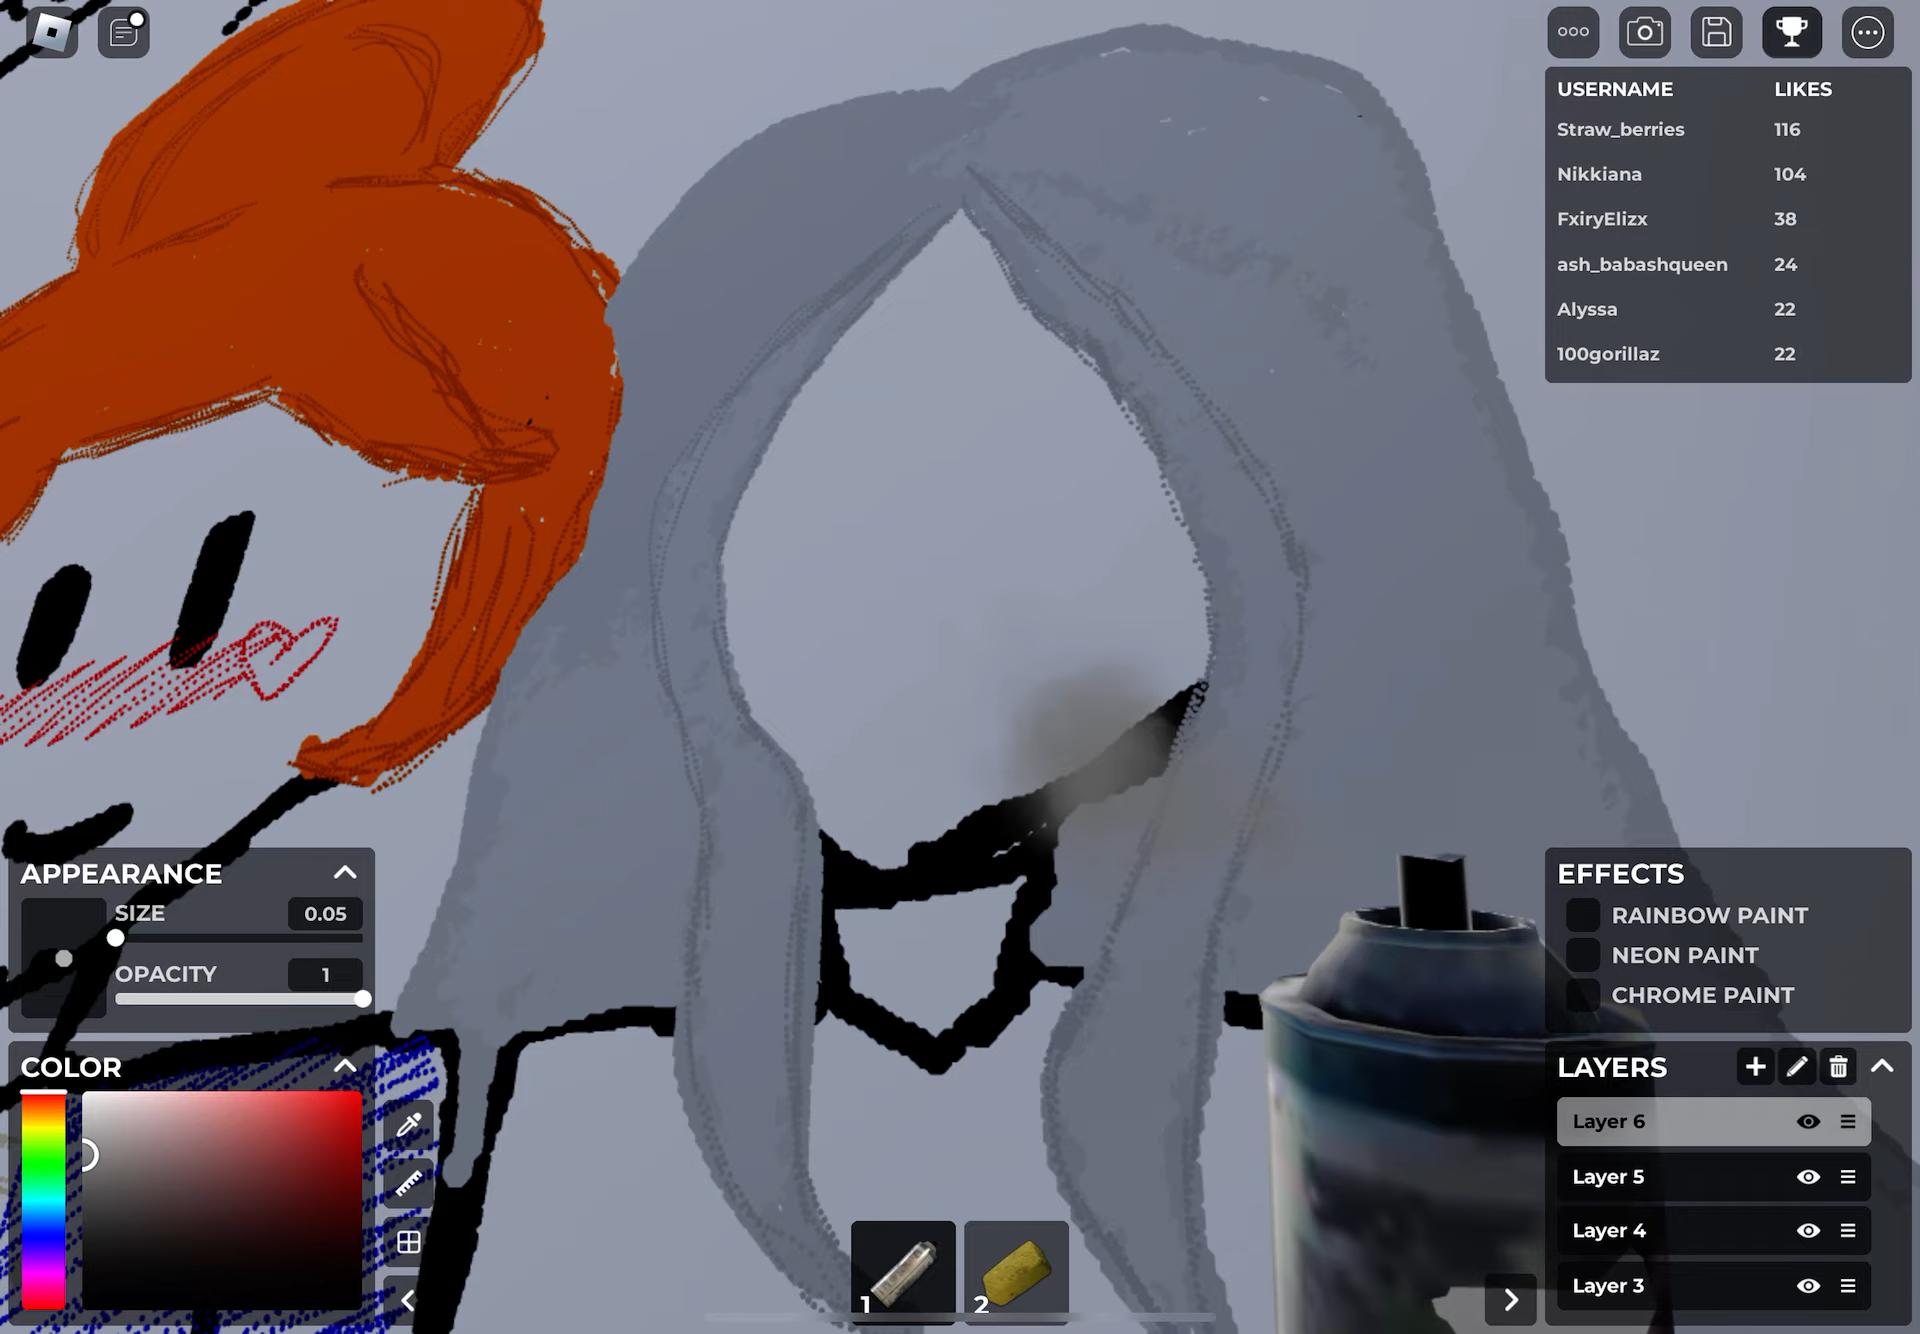 USERNAME LIKES
Straw_berries 116
Nikkiana 104
FxiryElizx 38
ash_babashqueen 24
Alyssa 22
100gorillaz 22
APPEARANCE
SIZE 0.05
OPACITY 1
COLOR
1 2
EFFECTS
RAINBOW PAINT
NEON PAINT
CHROME PAINT
LAYERS
Layer 6
Layer 5
Layer 4
Layer 3